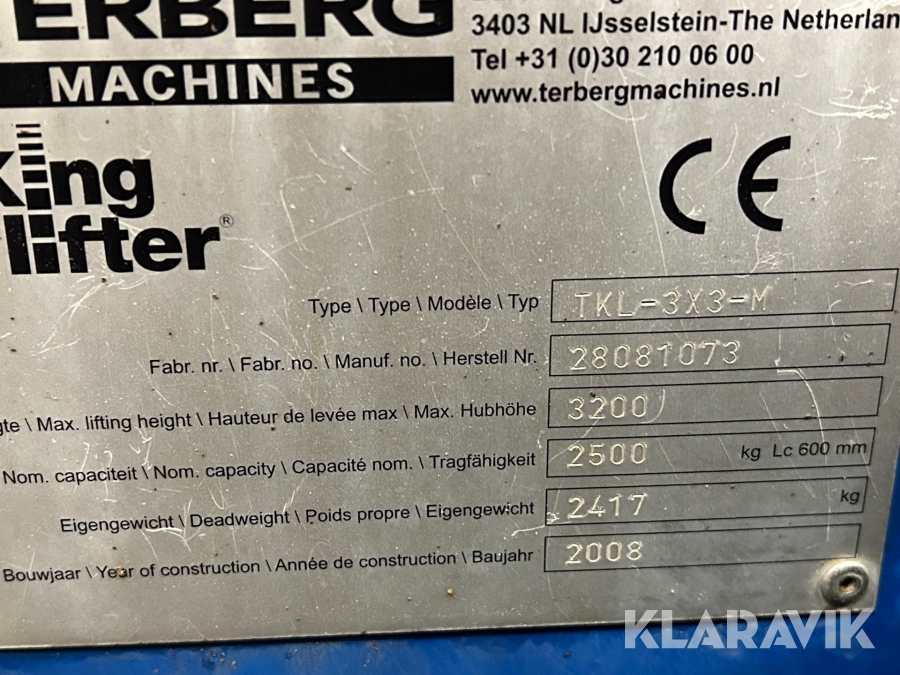 ERBERG
MACHINES
3403 NL IJsselstein-The Netherlan
Tel +31 (0)30 210 06 00
www.terbergmachines.nl
King
lifter®
CE
Type \ Type \ Modèle \ Typ TKL-3X3-M
Fabr. nr. \ Fabr. no. \ Manuf. no. \ Herstell Nr. 28081073
gte \ Max. lifting height \ Hauteur de levée max \ Max. Hubhöhe 3200
Nom. capaciteit \ Nom. capacity \ Capacité nom. \ Tragfähigkeit 2500 kg Lc 600 mm
Eigengewicht \ Deadweight \ Poids propre \ Eigengewicht 2417 kg
Bouwjaar \ Year of construction \ Année de construction \ Baujahr 2008
KLARAVIK